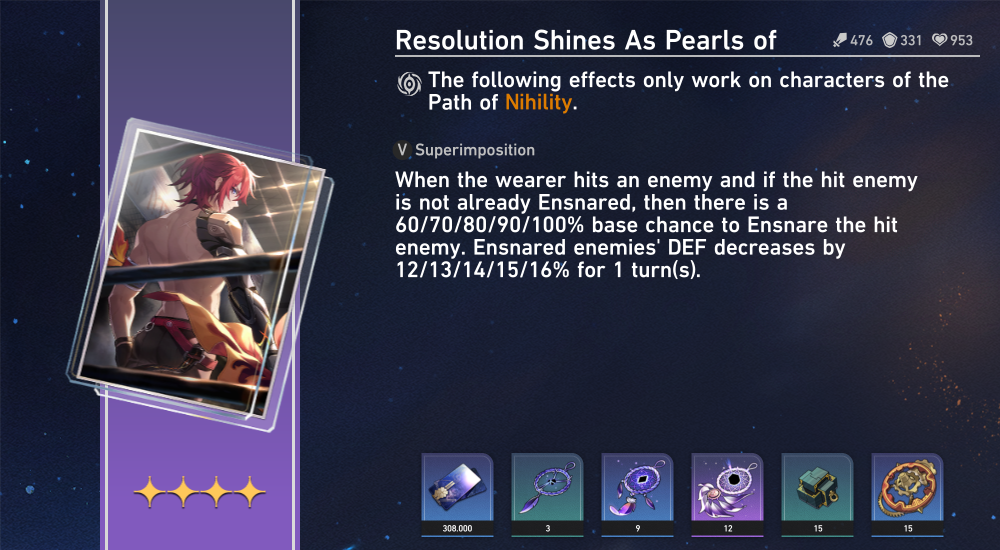 Resolution Shines As Pearls of
476 331 953
The following effects only work on characters of the
Path of Nihility.
V Superimposition
When the wearer hits an enemy and if the hit enemy
is not already Ensnared, then there is a
60/70/80/90/100% base chance to Ensnare the hit
enemy. Ensnared enemies' DEF decreases by
12/13/14/15/16% for 1 turn(s).
308.000 3 9 12 15 15